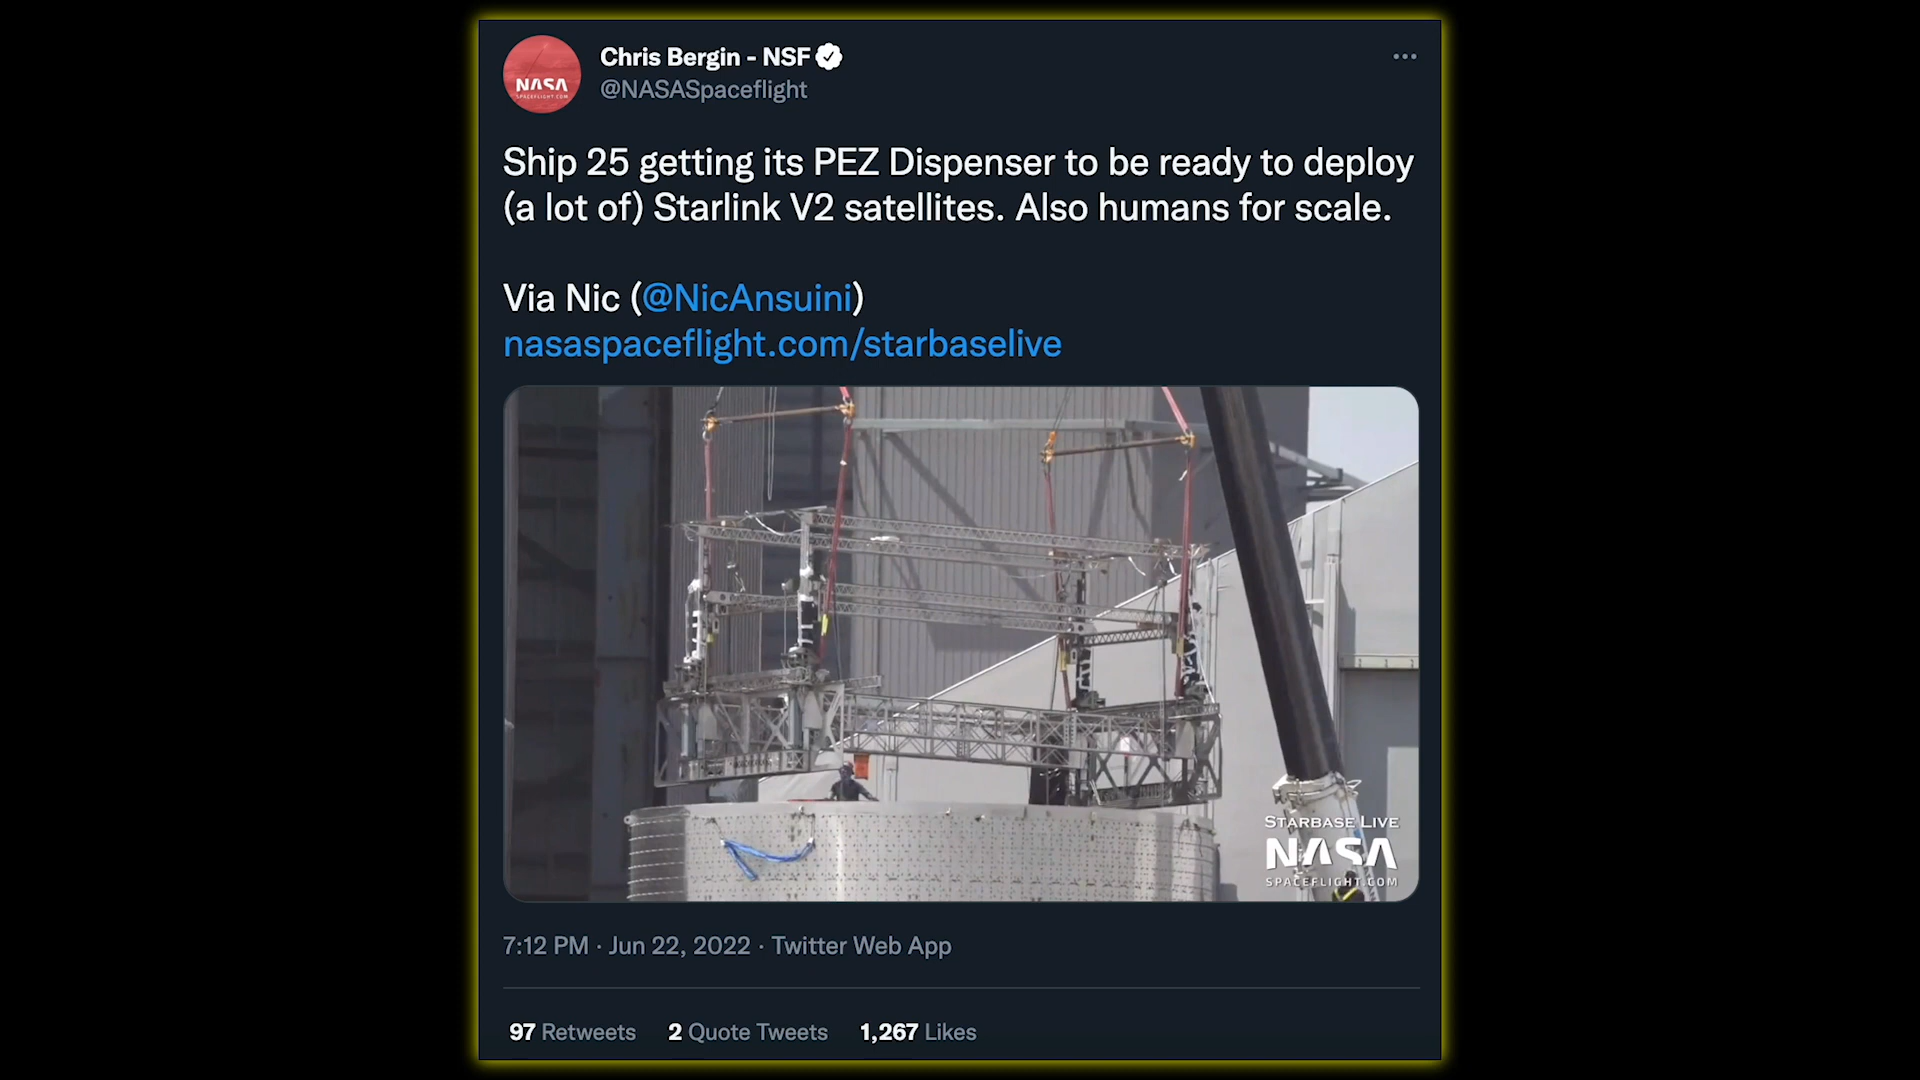 NASA
SPACEFLIGHT.COM
Chris Bergin - NSF
@NASASpaceflight
Ship 25 getting its PEZ Dispenser to be ready to deploy
(a lot of) Starlink V2 satellites. Also humans for scale.
Via Nic (@NicAnsuini)
nasaspaceflight.com/starbaselive
STARBASE LIVE
NASA
SPACEFLIGHT.COM
7:12 PM · Jun 22, 2022 · Twitter Web App
97 Retweets 2 Quote Tweets 1,267 Likes